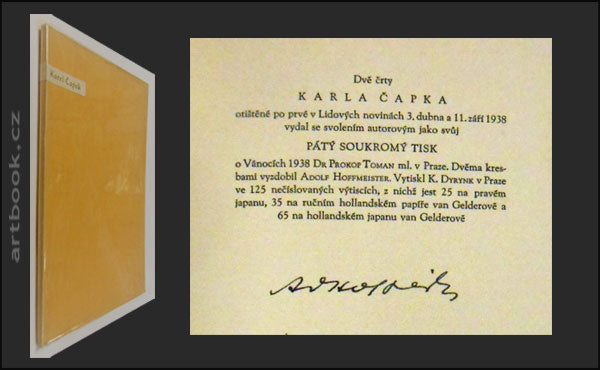 artbook.cz
Karel Čapek
Dvě črty
KARLA ČAPKA
otištěné po prvé v Lidových novinách 3. dubna a 11. září 1938
vydal se svolením autorovým jako svůj
PÁTÝ SOUKROMÝ TISK
o Vánocích 1938 DR PROKOP TOMAN ml. v Praze. Dvěma kres-
bami vyzdobil ADOLF HOFFMEISTER. Vytiskl K. DYRYNK v Praze
ve 125 nečíslovaných výtiscích, z nichž jest 25 na pravém
japanu, 35 na ručním hollandském papíře van Gelderově a
65 na hollandském japanu van Gelderově